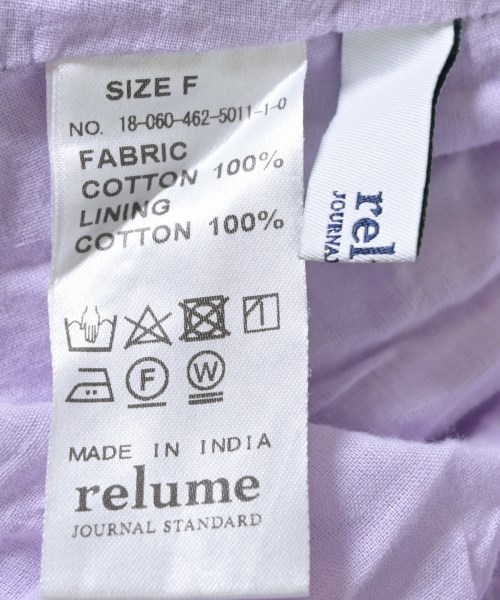 SIZE F
NO. 18-060-462-5011-1-0
FABRIC
COTTON 100%
LINING
COTTON 100%
F W
MADE IN INDIA
relume
JOURNAL STANDARD
rel
JOURNA